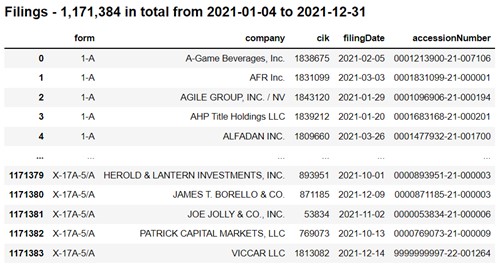 Filings - 1,171,384 in total from 2021-01-04 to 2021-12-31
form company cik filingDate accessionNumber
0 1-A A-Game Beverages, Inc. 1838675 2021-02-05 0001213900-21-007106
1 1-A AFR Inc. 1831099 2021-03-03 0001831099-21-000001
2 1-A AGILE GROUP, INC. / NV 1843120 2021-01-29 0001096906-21-000194
3 1-A AHP Title Holdings LLC 1839212 2021-01-20 0001683168-21-000201
4 1-A ALFADAN INC. 1809660 2021-03-26 0001477932-21-001700
... ... ... ... ... ...
1171379 X-17A-5/A HEROLD & LANTERN INVESTMENTS, INC. 893951 2021-10-01 0000893951-21-000003
1171380 X-17A-5/A JAMES T. BORELLO & CO. 871185 2021-12-09 0000871185-21-000003
1171381 X-17A-5/A JOE JOLLY & CO., INC. 53834 2021-11-02 0000053834-21-000006
1171382 X-17A-5/A PATRICK CAPITAL MARKETS, LLC 769073 2021-10-13 0000769073-21-000009
1171383 X-17A-5/A VICCAR LLC 1813082 2021-12-14 9999999997-22-001264